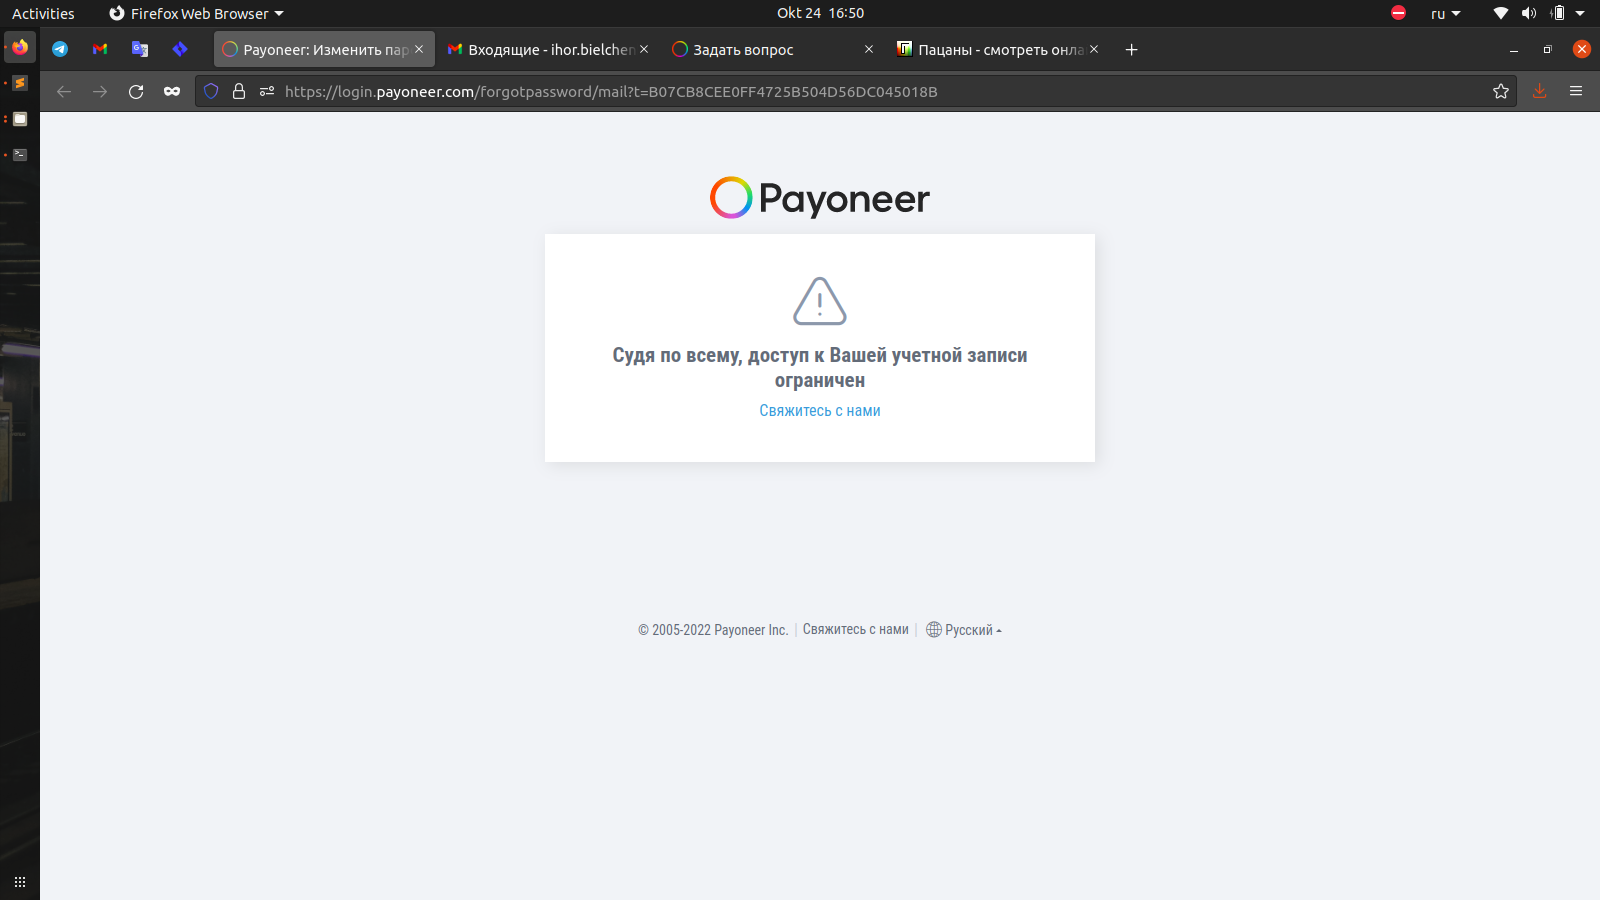 Activities
Firefox Web Browser
Okt 24 16:50
ru
Payoneer: Изменить пар
Входящие - ihor.bielchen
Задать вопрос
Пацаны - смотреть онла
https://login.payoneer.com/forgotpassword/mail?t=B07CB8CEE0FF4725B504D56DC045018B
Payoneer
Судя по всему, доступ к Вашей учетной записи
ограничен
Свяжитесь с нами
© 2005-2022 Payoneer Inc.
Свяжитесь с нами
Русский